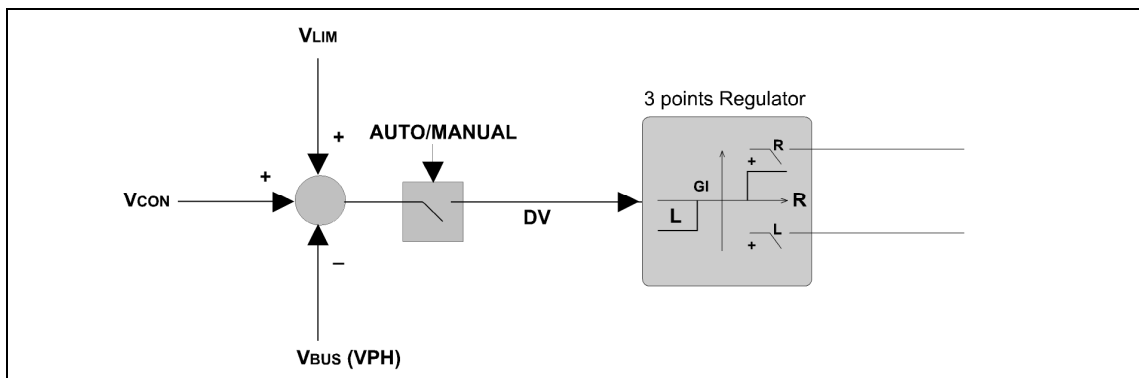 VLIM
3 points Regulator
+
AUTO/MANUAL
R
+
+
GI
VCON
R
L
DV
L
+
–
VBUS (VPH)